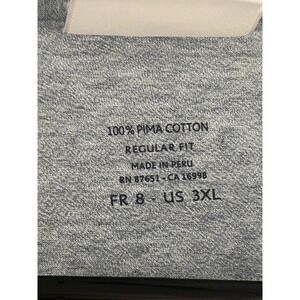 100% PIMA COTTON
REGULAR FIT
MADE IN PERU
RN 87651 - CA 16998
FR 8 - US 3XL